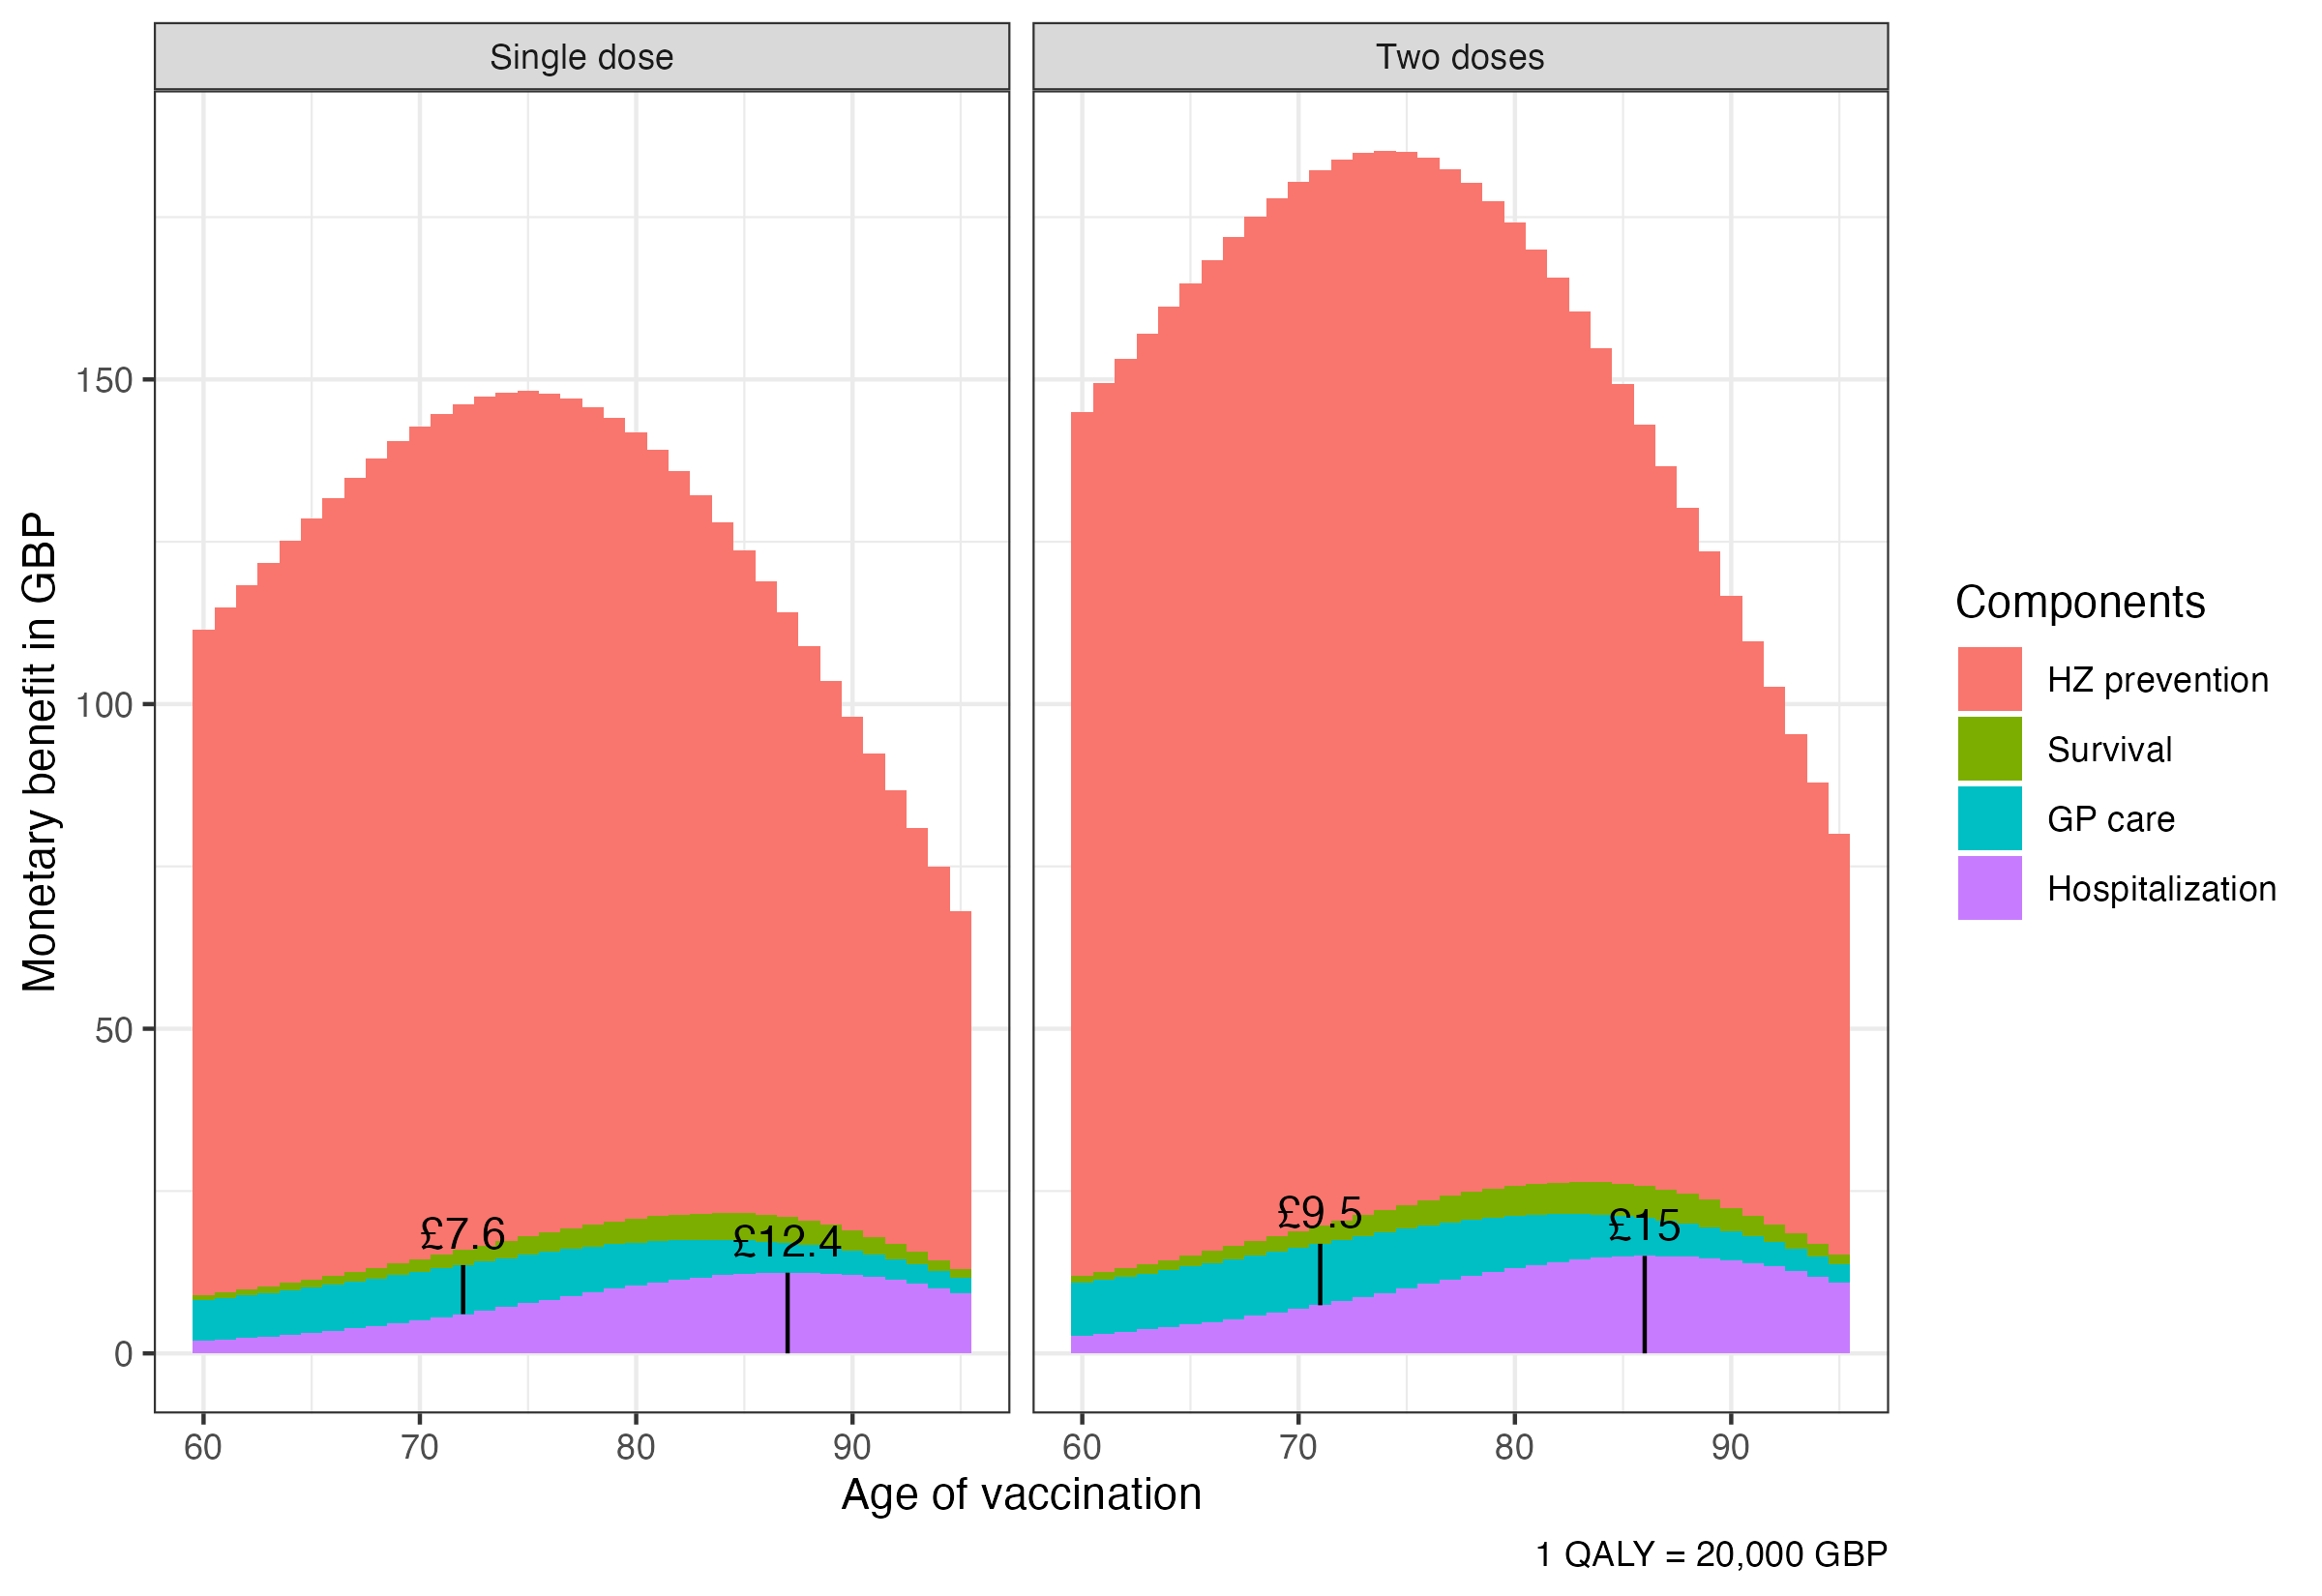 Single dose
Two doses
Monetary benefit in GBP
150
100
50
0
£7.6
£12.4
£9.5
£15
60
70
80
90
60
70
80
90
Age of vaccination
1 QALY = 20,000 GBP
Components
HZ prevention
Survival
GP care
Hospitalization